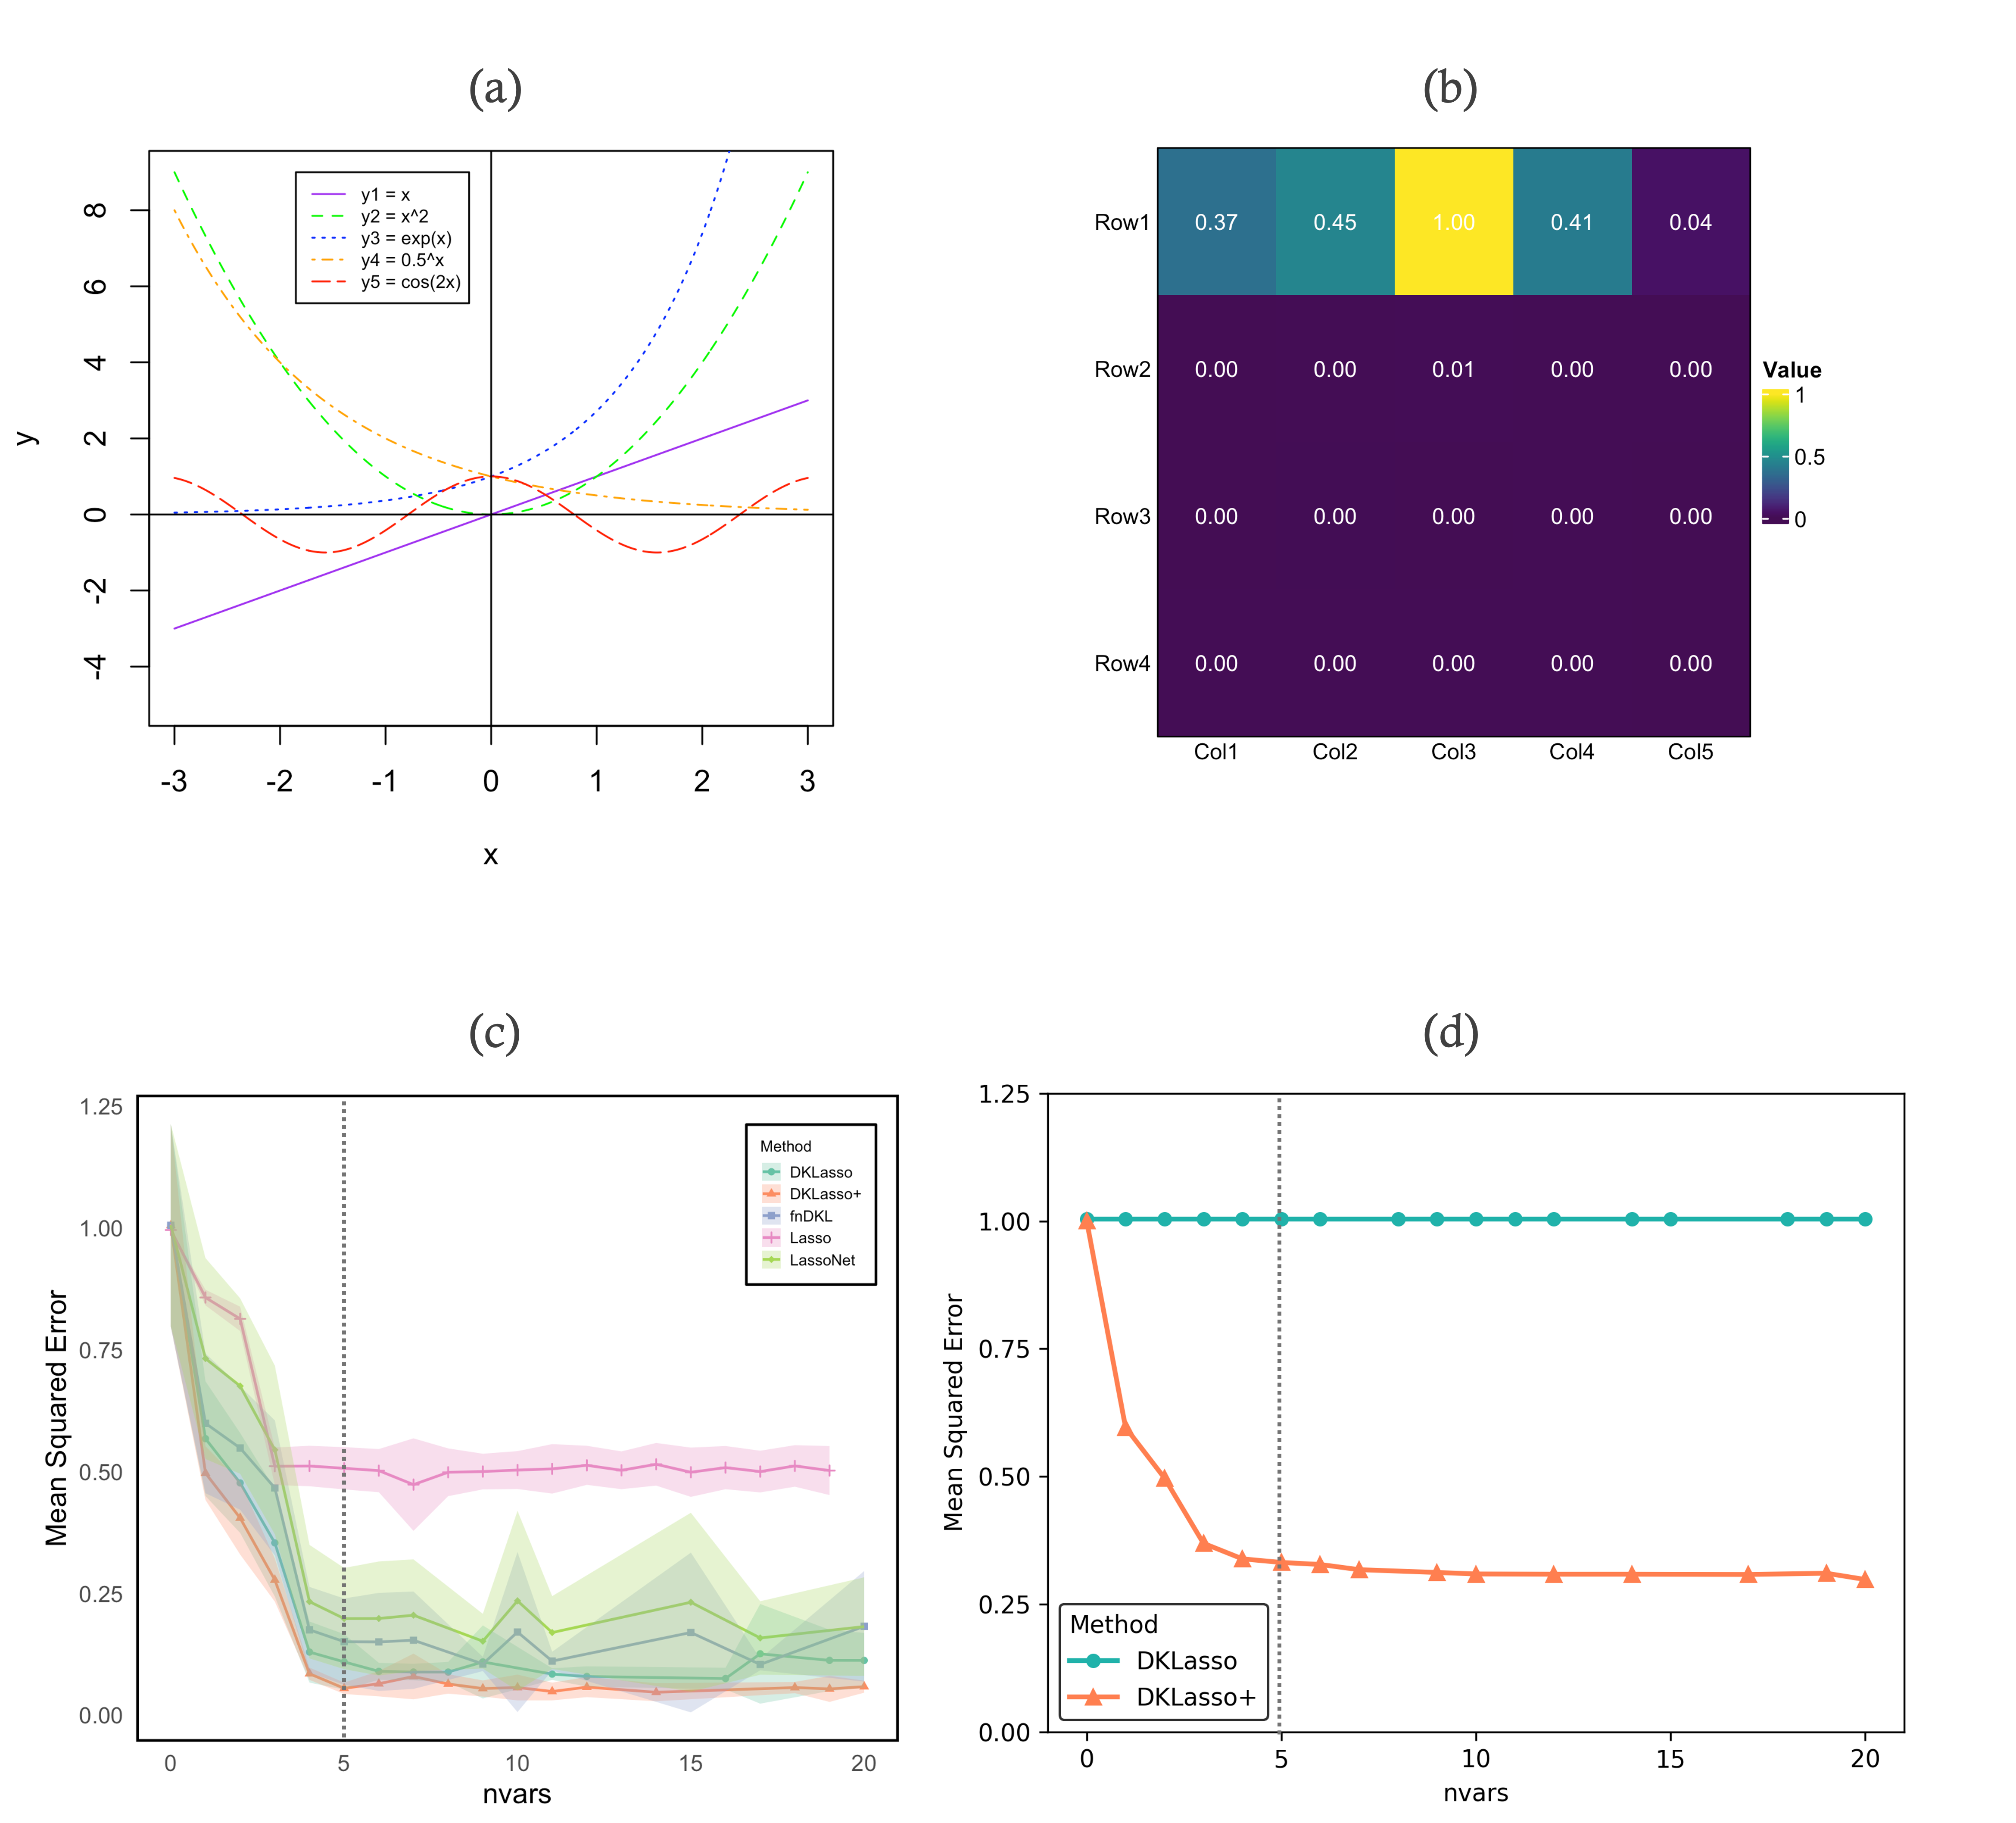 (a)
y1 = x
y2 = x^2
y3 = exp(x)
y4 = 0.5^x
y5 = cos(2x)
8
6
4
2
0
-2
-4
y
-3 -2 -1 0 1 2 3
x
(b)
Row1 0.37 0.45 1.00 0.41 0.04
Row2 0.00 0.00 0.01 0.00 0.00
Row3 0.00 0.00 0.00 0.00 0.00
Row4 0.00 0.00 0.00 0.00 0.00
Col1 Col2 Col3 Col4 Col5
Value
1
0.5
0
(c)
1.25
1.00
0.75
0.50
0.25
0.00
Mean Squared Error
Method
DKLasso
DKLasso+
fnDKL
Lasso
LassoNet
0 5 10 15 20
nvars
(d)
1.25
1.00
0.75
0.50
0.25
0.00
Mean Squared Error
Method
DKLasso
DKLasso+
0 5 10 15 20
nvars